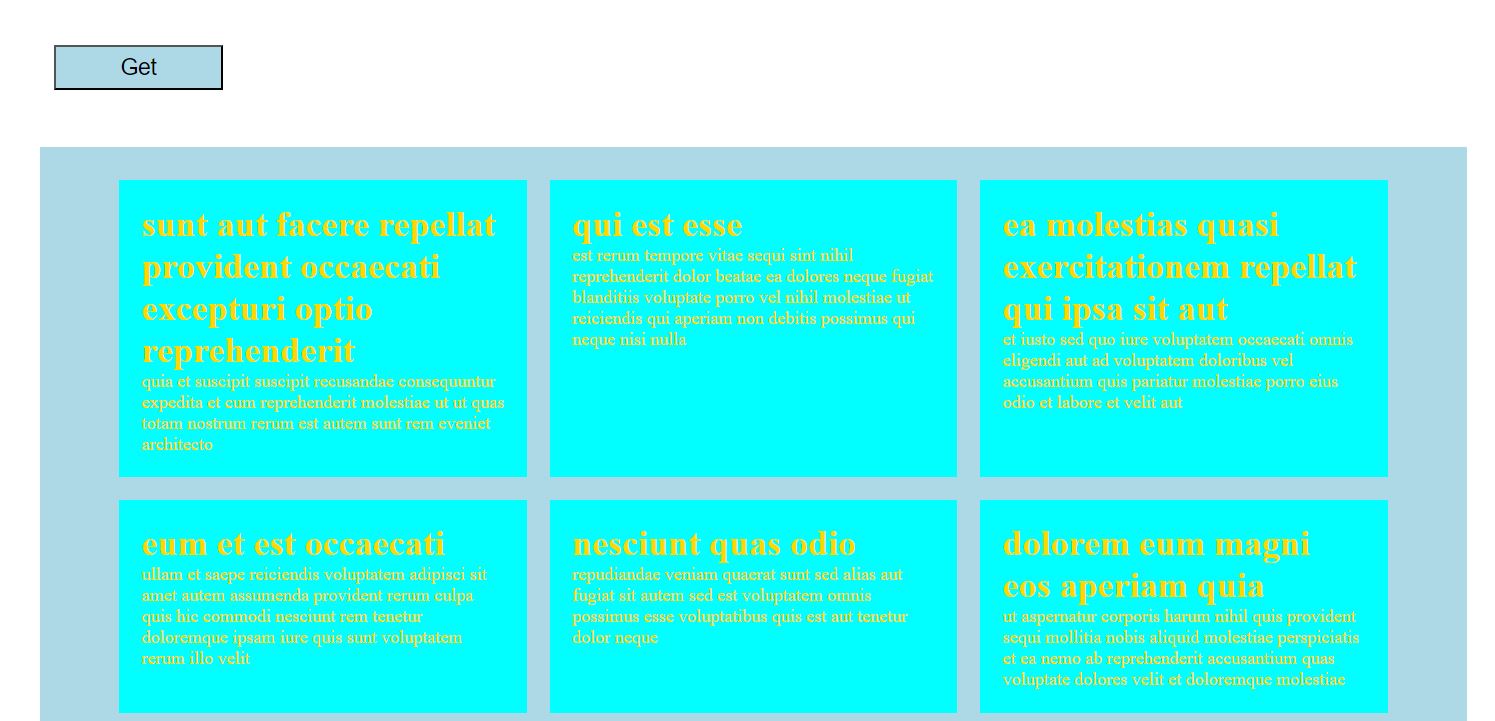 Get
sunt aut facere repellat
provident occaecati
excepturi optio
reprehenderit
quia et suscipit suscipit recusandae consequuntur
expedita et cum reprehenderit molestiae ut ut quas
totam nostrum rerum est autem sunt rem eveniet
architecto
qui est esse
est rerum tempore vitae sequi sint nihil
reprehenderit dolor beatae ea dolores neque fugiat
blanditiis voluptate porro vel nihil molestiae ut
reiciendis qui aperiam non debitis possimus qui
neque nisi nulla
ea molestias quasi
exercitationem repellat
qui ipsa sit aut
et iusto sed quo iure voluptatem occaecati omnis
eligendi aut ad voluptatem doloribus vel
accusantium quis pariatur molestiae porro eius
odio et labore et velit aut
eum et est occaecati
ullam et saepe reiciendis voluptatem adipisci sit
amet autem assumenda provident rerum culpa
quis hic commodi nesciunt rem tenetur
doloremque ipsam iure quis sunt voluptatem
rerum illo velit
nesciunt quas odio
repudiandae veniam quaerat sunt sed alias aut
fugiat sit autem sed est voluptatem omnis
possimus esse voluptatibus quis est aut tenetur
dolor neque
dolorem eum magni
eos aperiam quia
ut aspernatur corporis harum nihil quis provident
sequi mollitia nobis aliquid molestiae perspiciatis
et ea nemo ab reprehenderit accusantium quas
voluptate dolores velit et doloremque molestiae